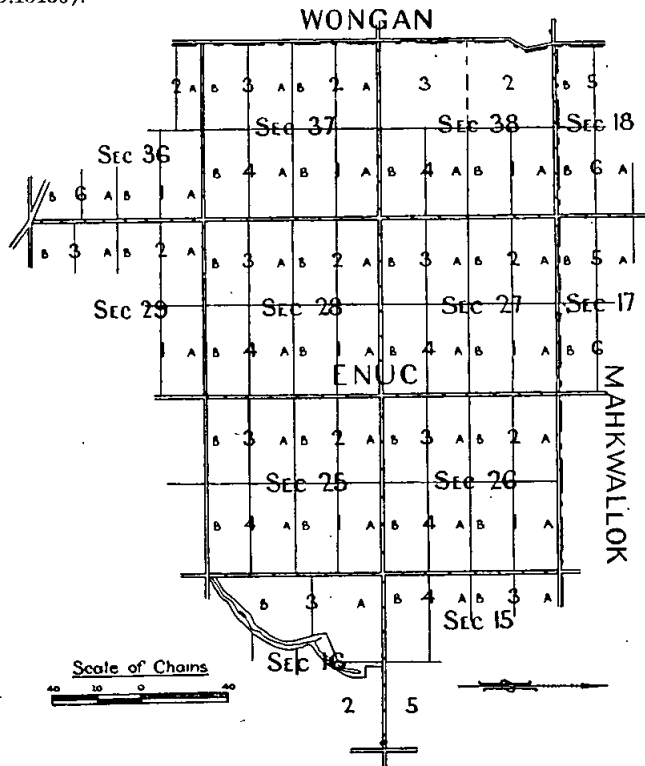 WONGAN
2 A B 3 A B 2 A 3 2 B 5
SEC 37 SEC 38 SEC 18
SEC 36
B 4 A B 1 A B 4 A B 1 A B 6 A
B 6 A B 1 A
B 3 A B 2 A B 3 A B 2 A B 3 A B 2 A B 5 A
SEC 29 SEC 28 SEC 27 SEC 17
1 A B 4 A B 1 A B 4 A B 1 A B 6
ENUC
MAHKWALLOK
B 3 A B 2 A B 3 A B 2 A
SEC 25 SEC 26
B 4 A B 1 A B 4 A B 1 A
B 3 A B 4 A B 3 A
SEC 15
SEC 16
Scale of Chains
40 20 0 40
2 5